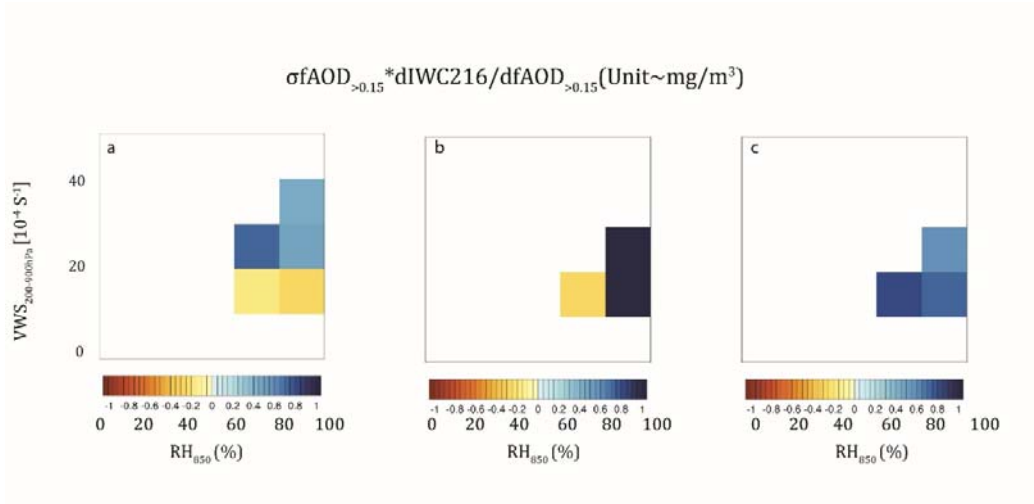 σfAOD>0.15*dIWC216/dfAOD>0.15(Unit~mg/m³)
a
b
c
VWS200-900hPa [10⁻⁴ S⁻¹]
40
20
0
-1 -0.8 -0.6 -0.4 -0.2 0 0.2 0.4 0.6 0.8 1
-1 -0.8 -0.6 -0.4 -0.2 0 0.2 0.4 0.6 0.8 1
-1 -0.8 -0.6 -0.4 -0.2 0 0.2 0.4 0.6 0.8 1
0 20 40 60 80 100
0 20 40 60 80 100
0 20 40 60 80 100
RH850 (%)
RH850 (%)
RH850 (%)